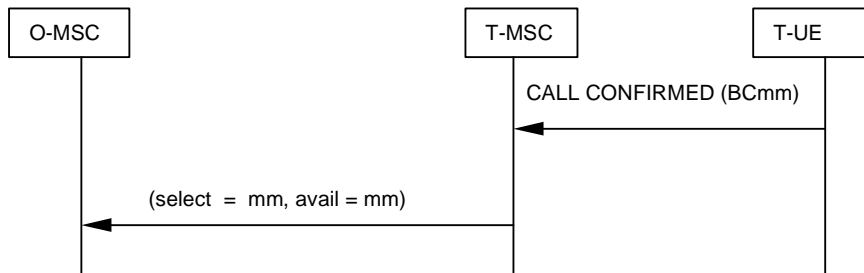 O-MSC
T-MSC
T-UE
CALL CONFIRMED (BCmm)
(select = mm, avail = mm)